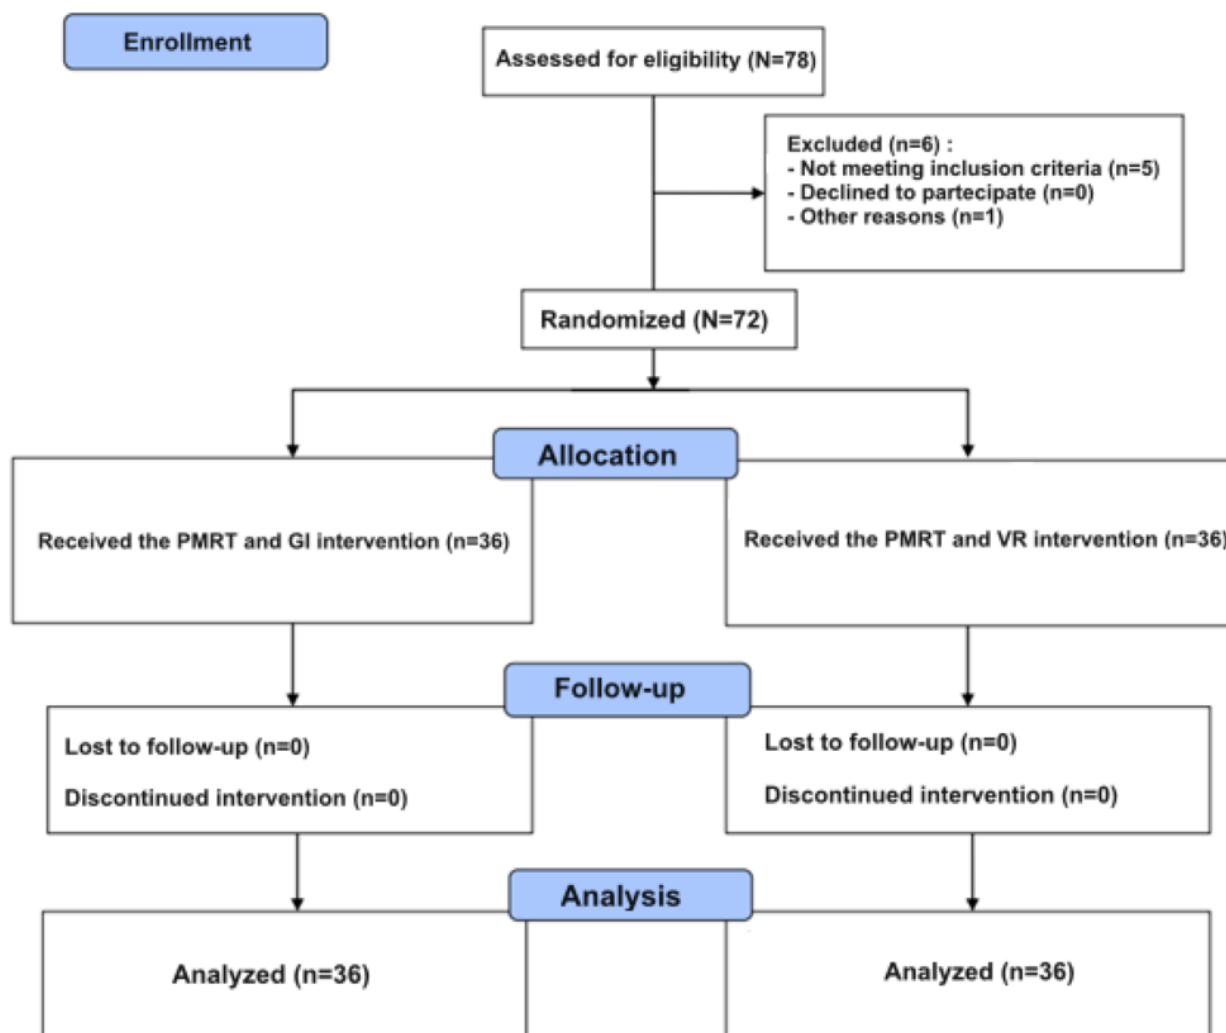 Enrollment
Assessed for eligibility (N=78)
Excluded (n=6) :
- Not meeting inclusion criteria (n=5)
- Declined to partecipate (n=0)
- Other reasons (n=1)
Randomized (N=72)
Allocation
Received the PMRT and GI intervention (n=36)
Received the PMRT and VR intervention (n=36)
Follow-up
Lost to follow-up (n=0)
Discontinued intervention (n=0)
Lost to follow-up (n=0)
Discontinued intervention (n=0)
Analysis
Analyzed (n=36)
Analyzed (n=36)